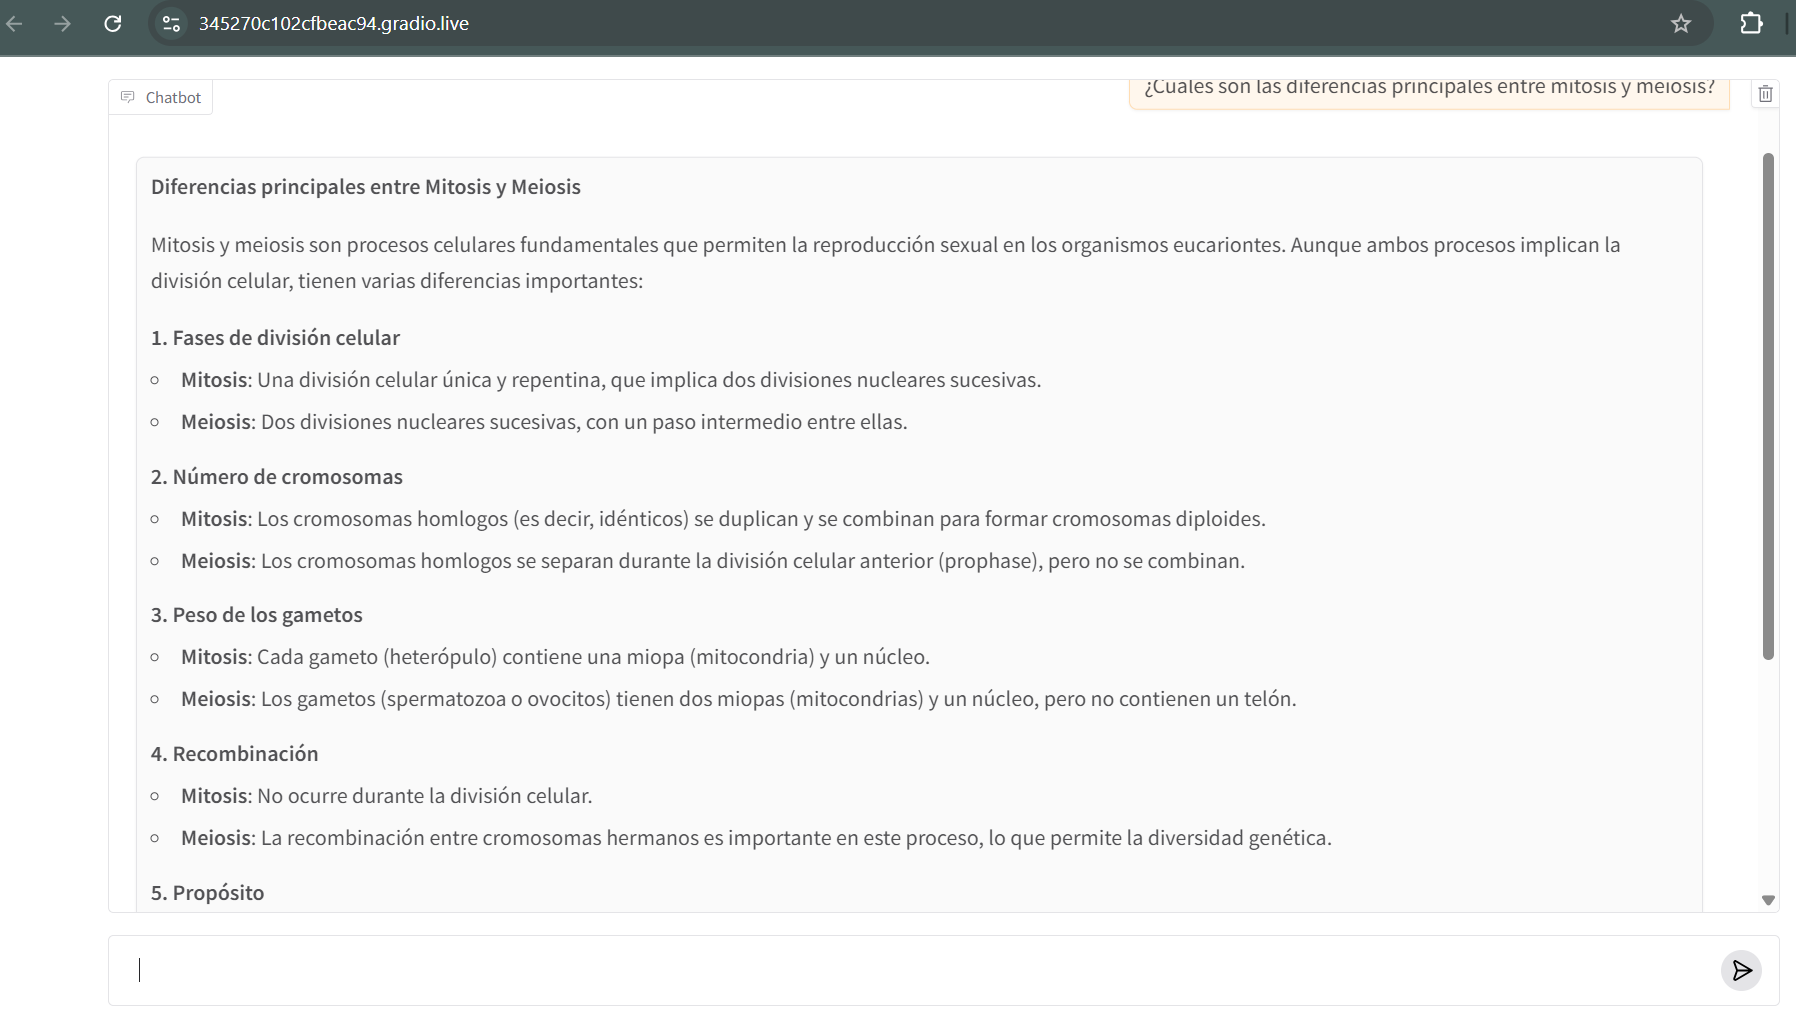 345270c102cfbeac94.gradio.live
Chatbot
¿Cuáles son las diferencias principales entre mitosis y meiosis?
Diferencias principales entre Mitosis y Meiosis
Mitosis y meiosis son procesos celulares fundamentales que permiten la reproducción sexual en los organismos eucariontes. Aunque ambos procesos implican la
división celular, tienen varias diferencias importantes:
1. Fases de división celular
Mitosis: Una división celular única y repentina, que implica dos divisiones nucleares sucesivas.
Meiosis: Dos divisiones nucleares sucesivas, con un paso intermedio entre ellas.
2. Número de cromosomas
Mitosis: Los cromosomas homlogos (es decir, idénticos) se duplican y se combinan para formar cromosomas diploides.
Meiosis: Los cromosomas homlogos se separan durante la división celular anterior (prophase), pero no se combinan.
3. Peso de los gametos
Mitosis: Cada gameto (heterópulo) contiene una miopa (mitocondria) y un núcleo.
Meiosis: Los gametos (spermatozoa o ovocitos) tienen dos miopas (mitocondrias) y un núcleo, pero no contienen un telón.
4. Recombinación
Mitosis: No ocurre durante la división celular.
Meiosis: La recombinación entre cromosomas hermanos es importante en este proceso, lo que permite la diversidad genética.
5. Propósito